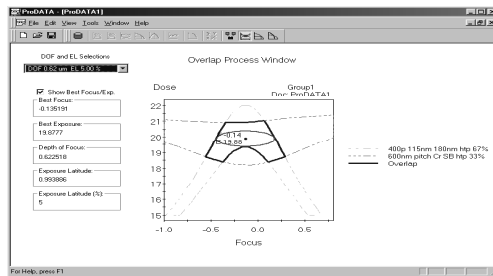 ProDATA - [ProDATA1]
File Edit View Tools Window Help
DOF and EL Selections
DOF 0.62 um, EL 5.00 %
Show Best Focus/Exp.
Best Focus:
-0.135191
Best Exposure:
19.8777
Depth of Focus:
0.622518
Exposure Latitude:
0.993886
Exposure Latitude (%):
5
Overlap Process Window
Dose
Group1
Doc: ProDATA1
22
21
20
19
18
17
16
15
-0.14
E 19.88
-1.0
-0.5
0.0
0.5
Focus
400p 115nm 180nm htp 67%
600nm pitch Cr SB htp 33%
Overlap
For Help, press F1